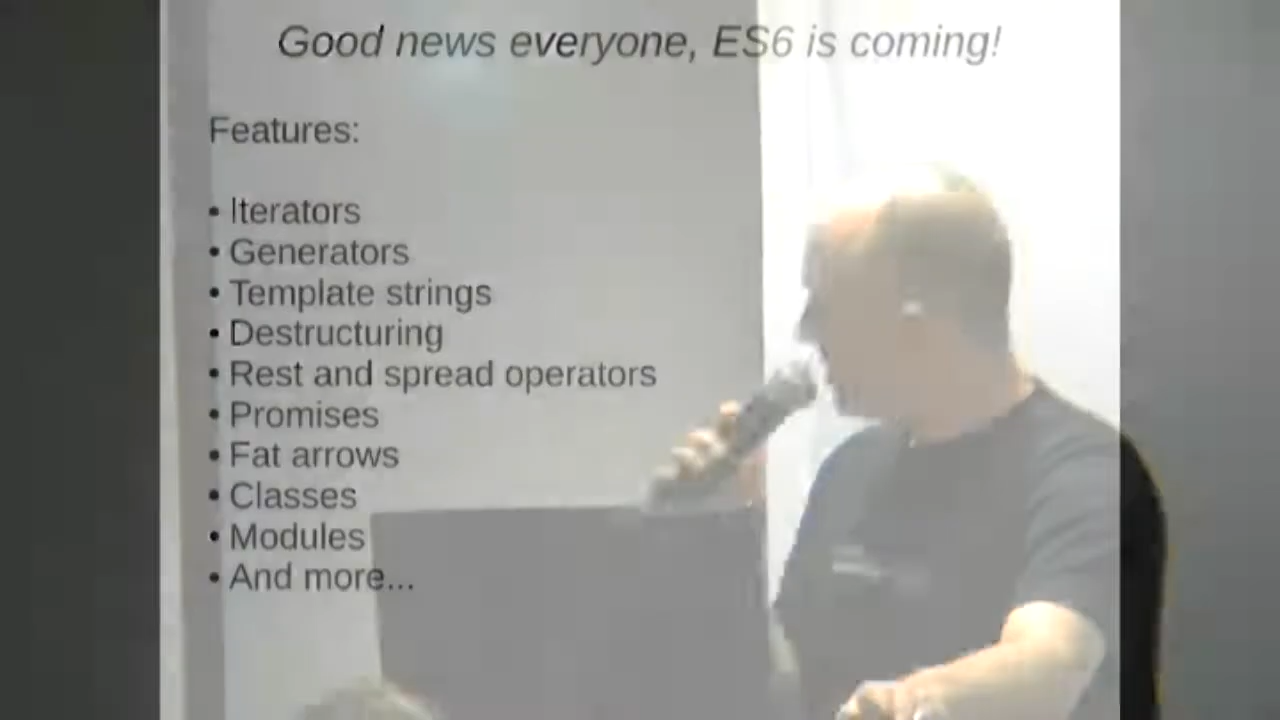 Good news everyone, ES6 is coming!
Features:
• Iterators
• Generators
• Template strings
• Destructuring
• Rest and spread operators
• Promises
• Fat arrows
• Classes
• Modules
• And more...